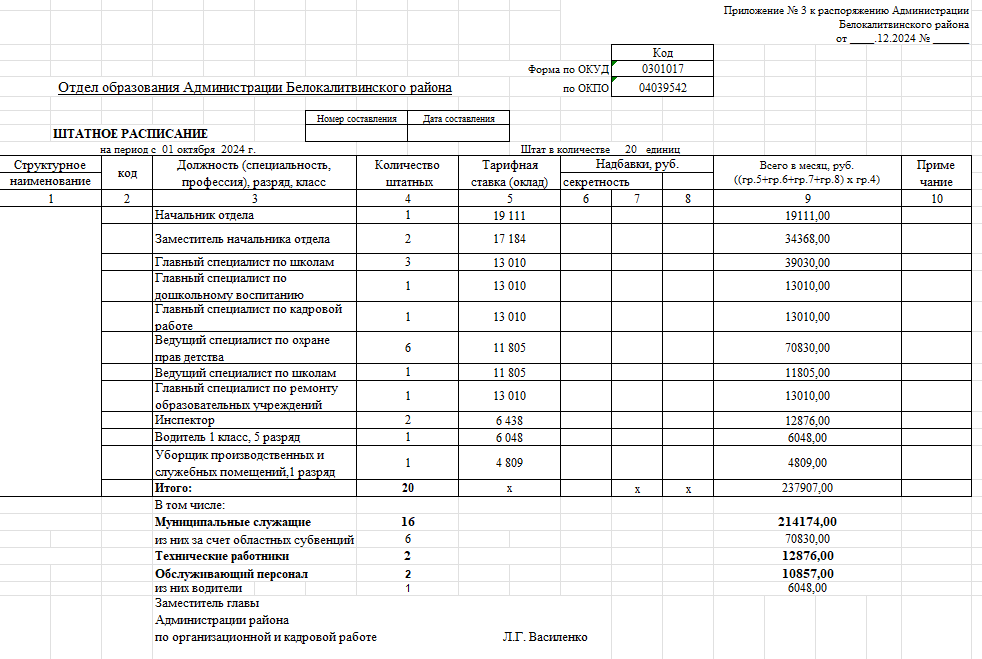 Приложение № 3 к распоряжению Администрации
Белокалитвинского района
от ____.12.2024 № ______
Код
Форма по ОКУД 0301017
Отдел образования Администрации Белокалитвинского района по ОКПО 04039542
Номер составления Дата составления
ШТАТНОЕ РАСПИСАНИЕ
на период с 01 октября 2024 г. Штат в количестве 20 единиц
Структурное код Должность (специальность, Количество Тарифная Надбавки, руб. Всего в месяц, руб. Приме
наименование профессия), разряд, класс штатных ставка (оклад) секретность ((гр.5+гр.6+гр.7+гр.8) х гр.4) чание
1 2 3 4 5 6 7 8 9 10
Начальник отдела 1 19 111 19111,00
Заместитель начальника отдела 2 17 184 34368,00
Главный специалист по школам 3 13 010 39030,00
Главный специалист по
дошкольному воспитанию 1 13 010 13010,00
Главный специалист по кадровой
работе 1 13 010 13010,00
Ведущий специалист по охране
прав детства 6 11 805 70830,00
Ведущий специалист по школам 1 11 805 11805,00
Главный специалист по ремонту
образовательных учреждений 1 13 010 13010,00
Инспектор 2 6 438 12876,00
Водитель 1 класс, 5 разряд 1 6 048 6048,00
Уборщик производственных и
служебных помещений,1 разряд 1 4 809 4809,00
Итого: 20 х х х 237907,00
В том числе:
Муниципальные служащие 16 214174,00
из них за счет областных субвенций 6 70830,00
Технические работники 2 12876,00
Обслуживающий персонал 2 10857,00
из них водители 1 6048,00
Заместитель главы
Администрации района
по организационной и кадровой работе Л.Г. Василенко